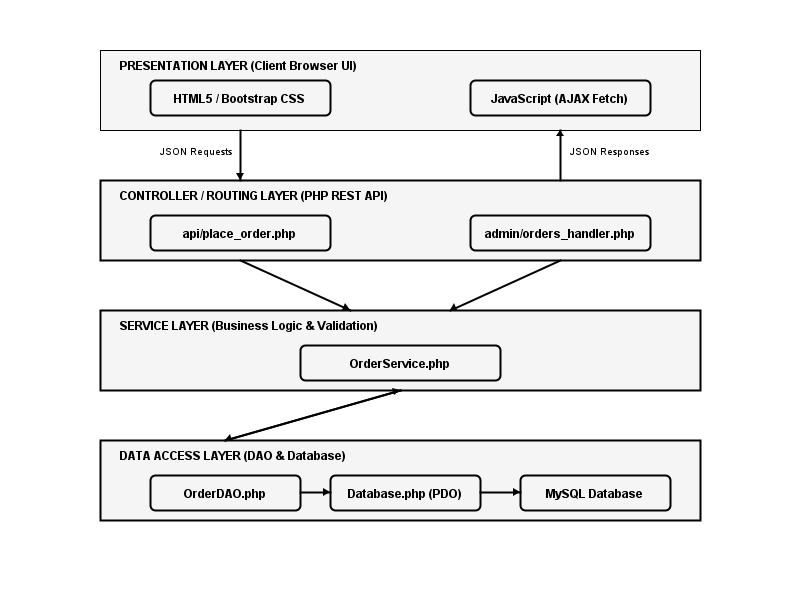 PRESENTATION LAYER (Client Browser UI)
HTML5 / Bootstrap CSS
JavaScript (AJAX Fetch)
JSON Requests
JSON Responses
CONTROLLER / ROUTING LAYER (PHP REST API)
api/place_order.php
admin/orders_handler.php
SERVICE LAYER (Business Logic & Validation)
OrderService.php
DATA ACCESS LAYER (DAO & Database)
OrderDAO.php
Database.php (PDO)
MySQL Database